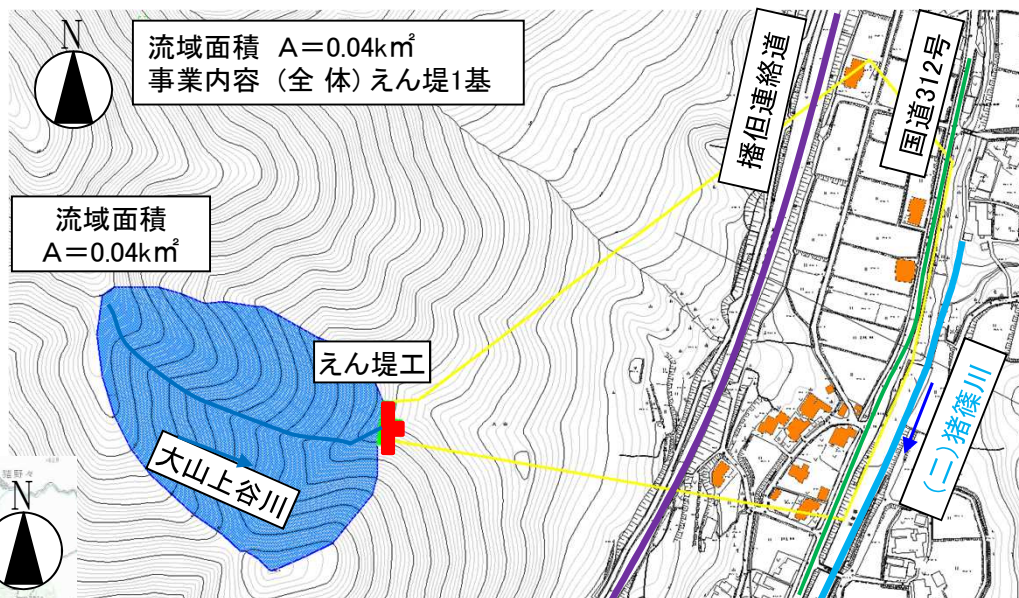 N
流域面積 A＝0.04k㎡
事業内容 (全 体) えん堤1基
播但連絡道
国道312号
流域面積
A＝0.04k㎡
えん堤工
大山上谷川
(二)猪篠川
N